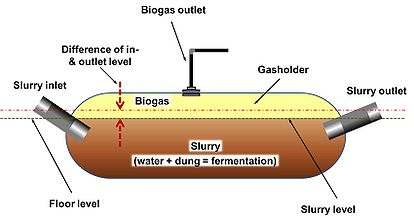 Biogas outlet
Difference of in-
& outlet level
Gasholder
Slurry inlet
Slurry outlet
Biogas
Slurry
(water + dung = fermentation)
Floor level
Slurry level